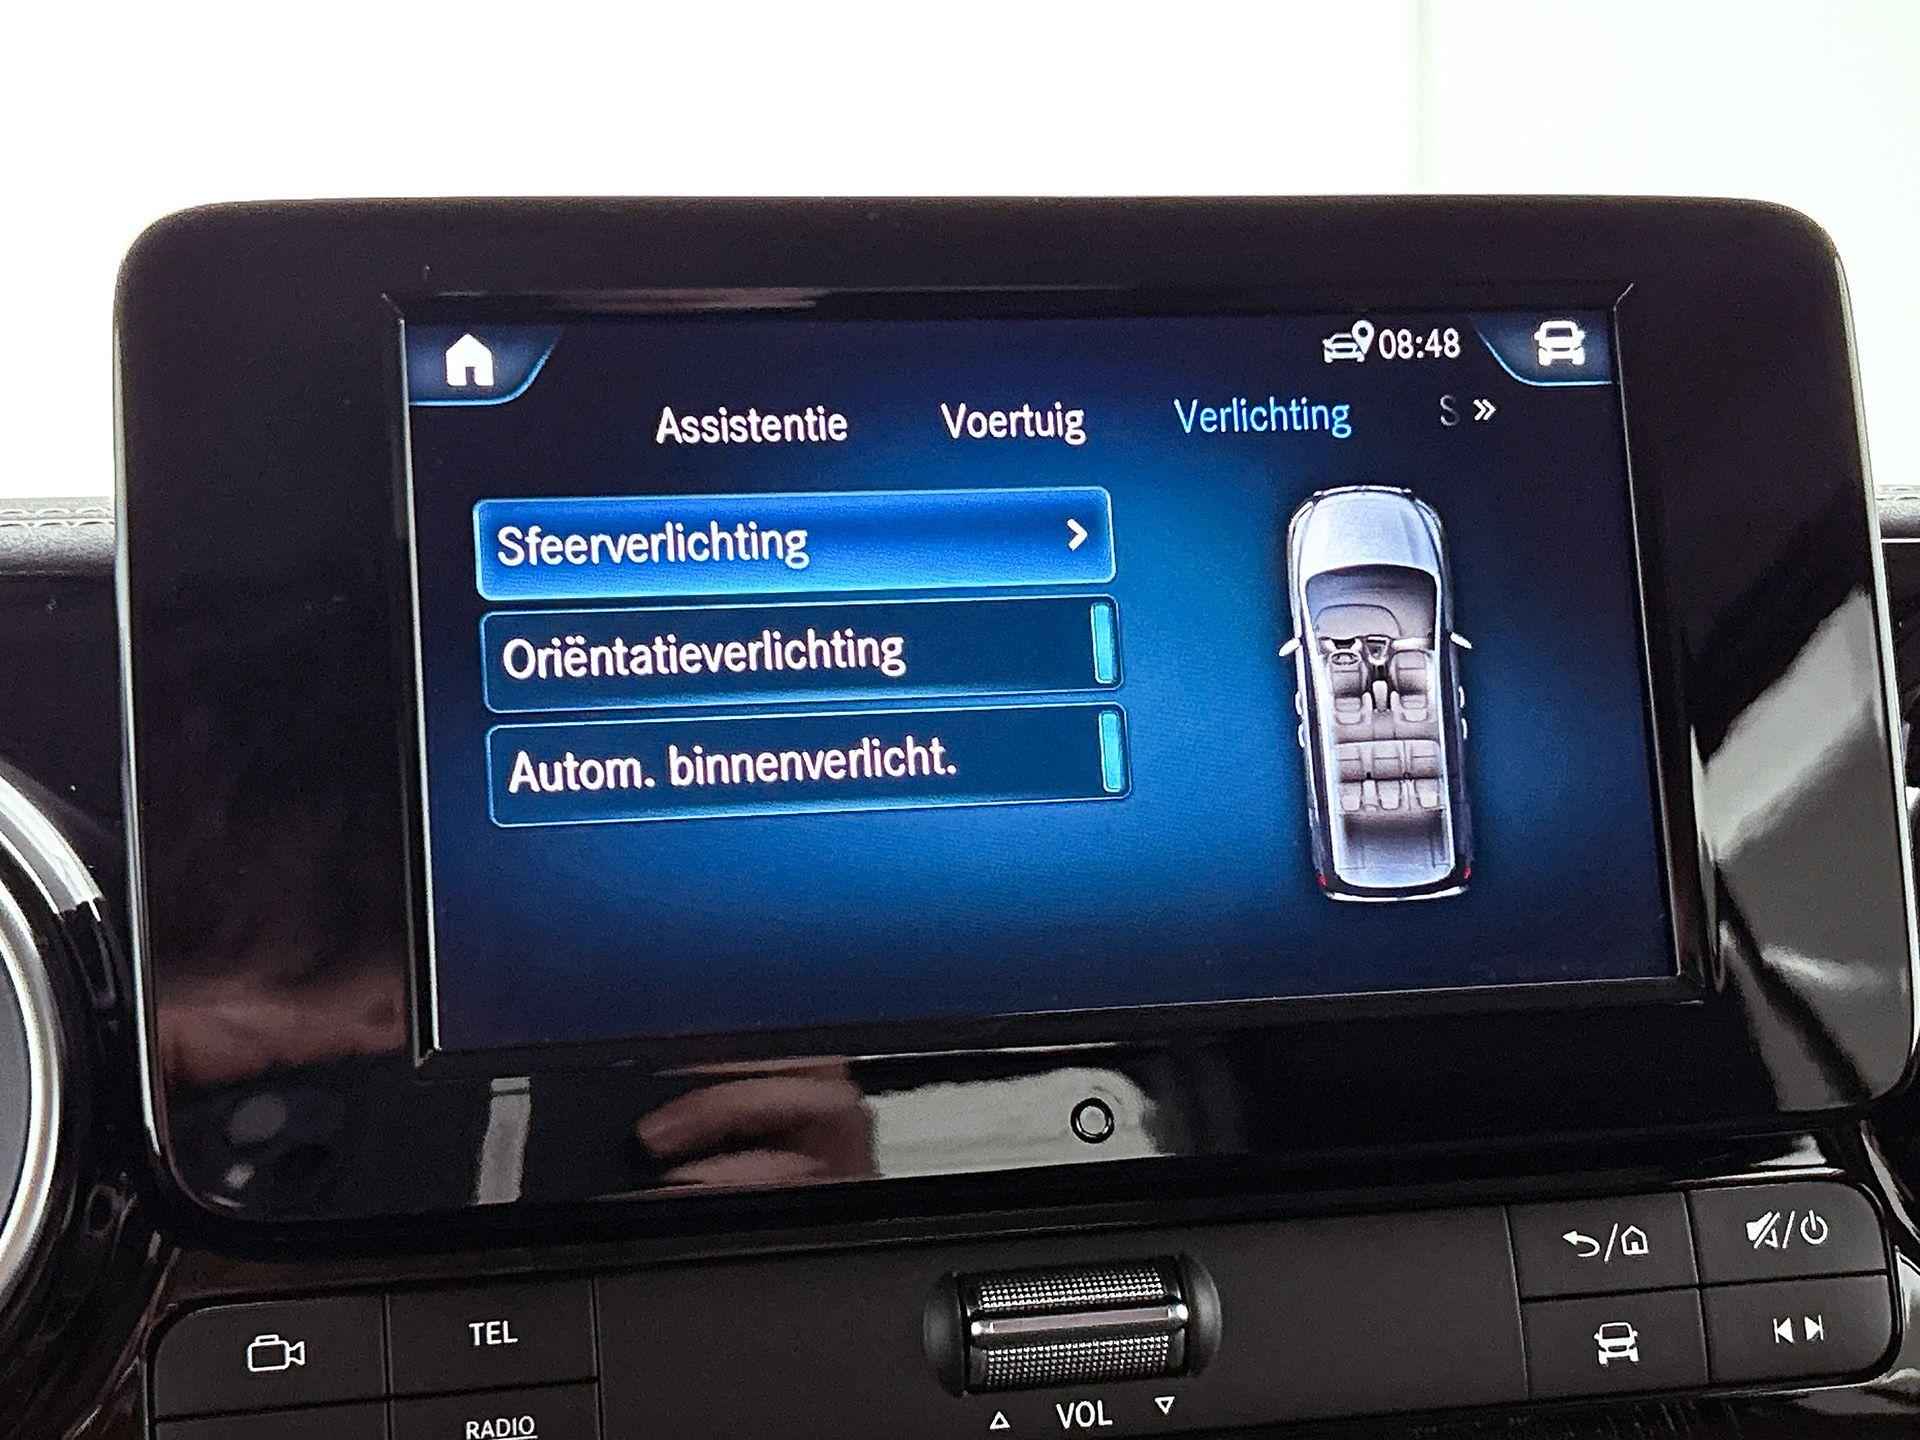 08:48
Assistentie Voertuig Verlichting S »
Sfeerverlichting
Oriëntatieverlichting
Autom. binnenverlicht.
TEL
RADIO
VOL